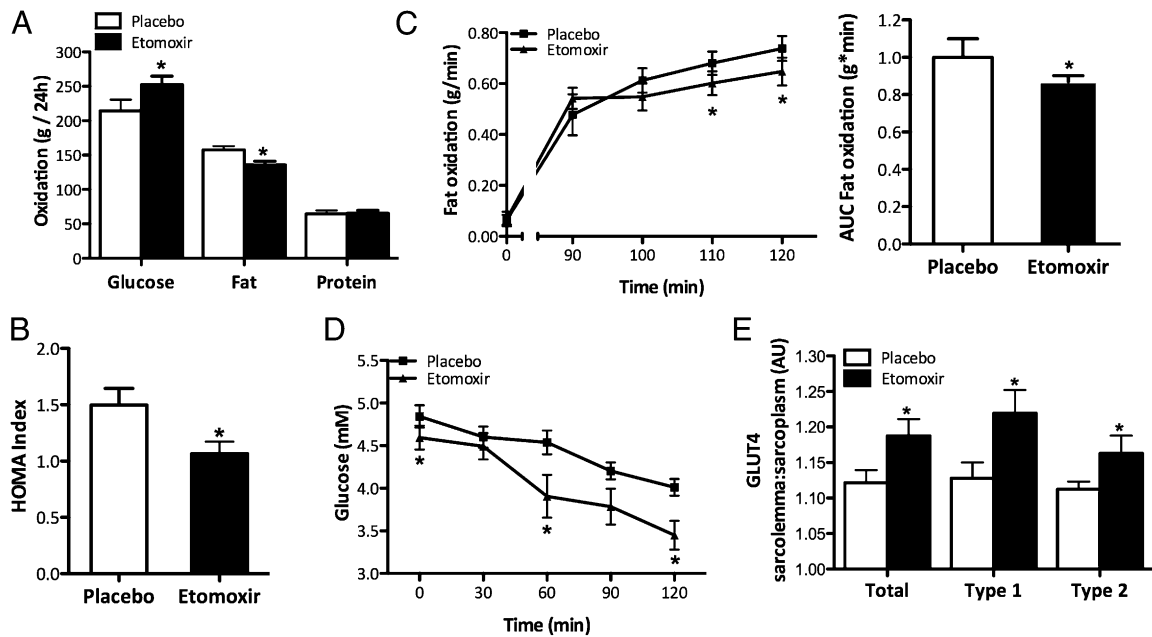 A
Placebo
Etomoxir
Oxidation (g / 24h)
300
250
200
150
100
50
0
*
*
Glucose Fat Protein
C
Placebo
Etomoxir
Fat oxidation (g/min)
0.80
0.60
0.40
0.20
0.00
*
*
0 90 100 110 120
Time (min)
AUC Fat oxidation (g*min)
1.2
1.0
0.8
0.6
0.4
0.2
0.0
*
Placebo Etomoxir
B
HOMA Index
2.0
1.5
1.0
0.5
0.0
*
Placebo Etomoxir
D
Placebo
Etomoxir
Glucose (mM)
5.5
5.0
4.5
4.0
3.5
3.0
*
*
*
0 30 60 90 120
Time (min)
E
Placebo
Etomoxir
GLUT4
sarcolemma:sarcoplasm (AU)
1.30
1.25
1.20
1.15
1.10
1.05
1.00
*
*
*
Total Type 1 Type 2